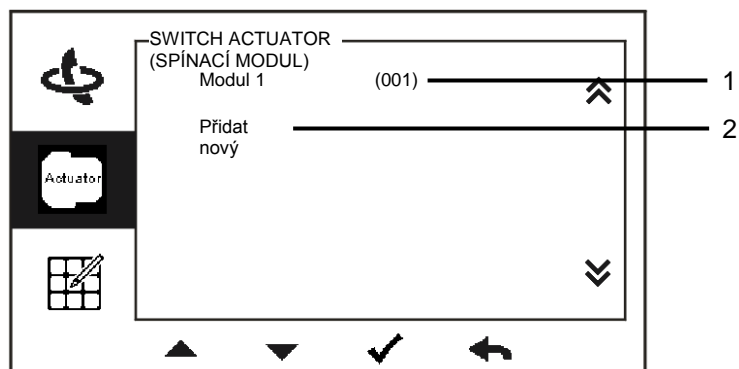 SWITCH ACTUATOR
(SPÍNACÍ MODUL)
Modul 1 (001) 1
Přidat 2
nový
Actuator